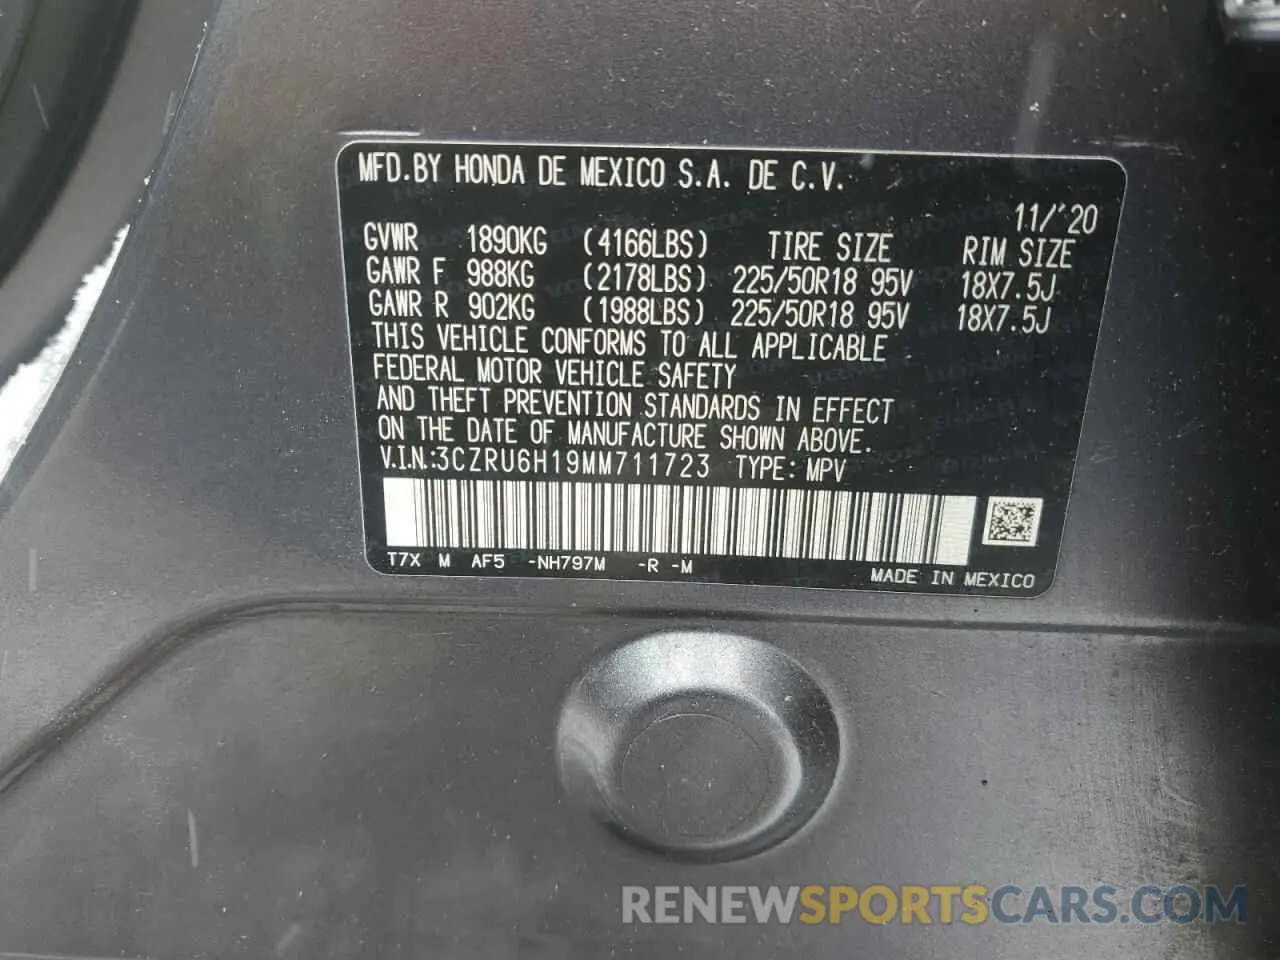 MFD.BY HONDA DE MEXICO S.A. DE C.V.
11/'20
GVWR 1890KG (4166LBS) TIRE SIZE RIM SIZE
GAWR F 988KG (2178LBS) 225/50R18 95V 18X7.5J
GAWR R 902KG (1988LBS) 225/50R18 95V 18X7.5J
THIS VEHICLE CONFORMS TO ALL APPLICABLE
FEDERAL MOTOR VEHICLE SAFETY
AND THEFT PREVENTION STANDARDS IN EFFECT
ON THE DATE OF MANUFACTURE SHOWN ABOVE.
V.I.N.:3CZRU6H19MM711723 TYPE: MPV
T7X M AF5 -NH797M -R -M
MADE IN MEXICO
RENEWSPORTSCARS.COM